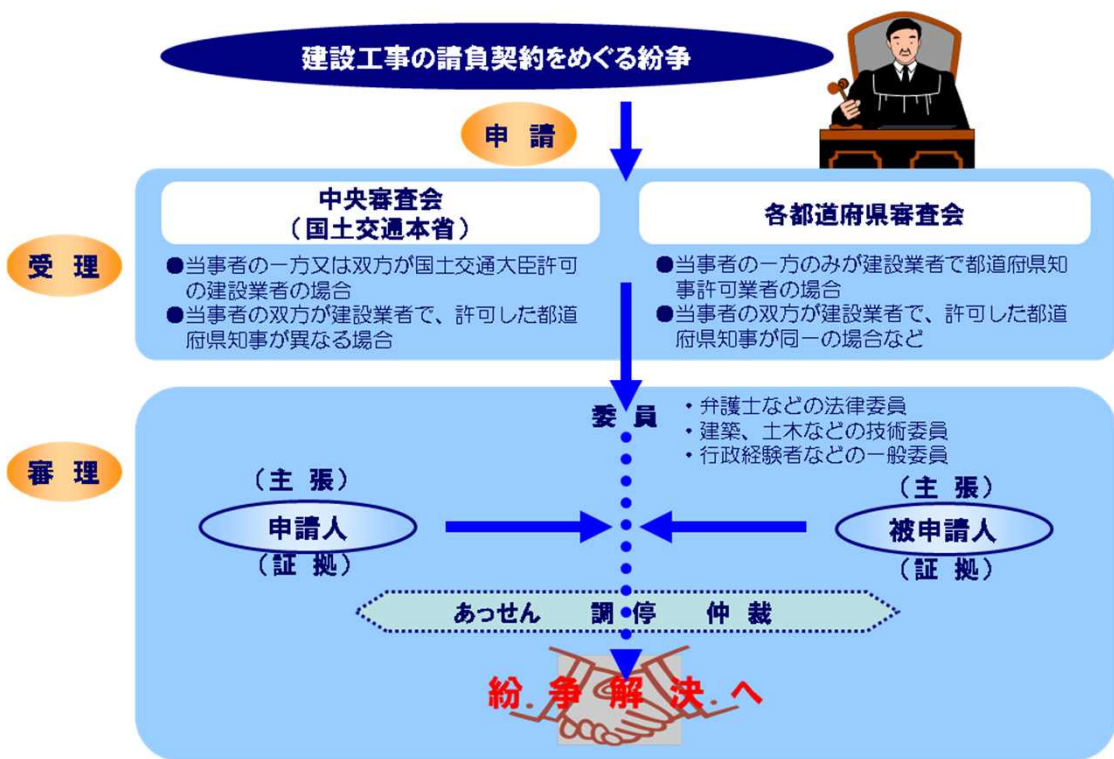 建設工事の請負契約をめぐる紛争
申 請
受 理
中央審査会
（国土交通本省）
●当事者の一方又は双方が国土交通大臣許可
の建設業者の場合
●当事者の双方が建設業者で、許可した都道
府県知事が異なる場合
各都道府県審査会
●当事者の一方のみが建設業者で都道府県知
事許可業者の場合
●当事者の双方が建設業者で、許可した都道
府県知事が同一の場合など
審 理
委 員
・弁護士などの法律委員
・建築、土木などの技術委員
・行政経験者などの一般委員
（主 張）
申請人
（証 拠）
（主 張）
被申請人
（証 拠）
あっせん 調 停 仲 裁
紛 争 解 決 へ